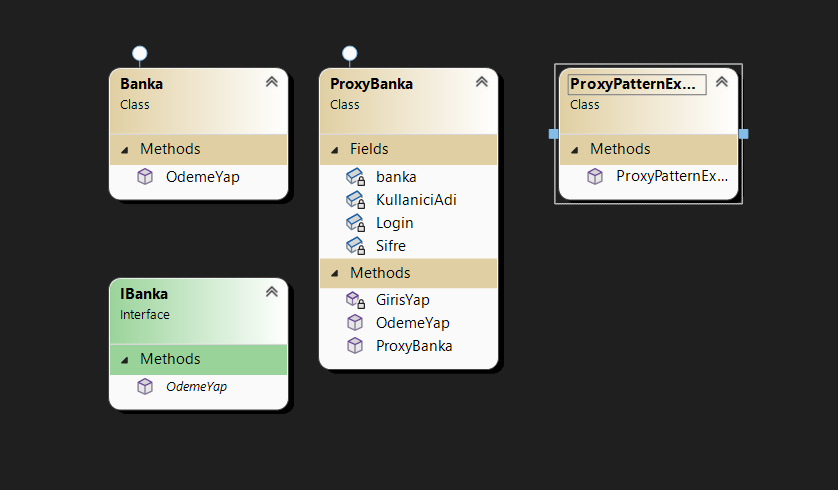 Banka
Class
Methods
OdemeYap
IBanka
Interface
Methods
OdemeYap
ProxyBanka
Class
Fields
banka
KullaniciAdi
Login
Sifre
Methods
GirisYap
OdemeYap
ProxyBanka
ProxyPatternEx...
Class
Methods
ProxyPatternEx...